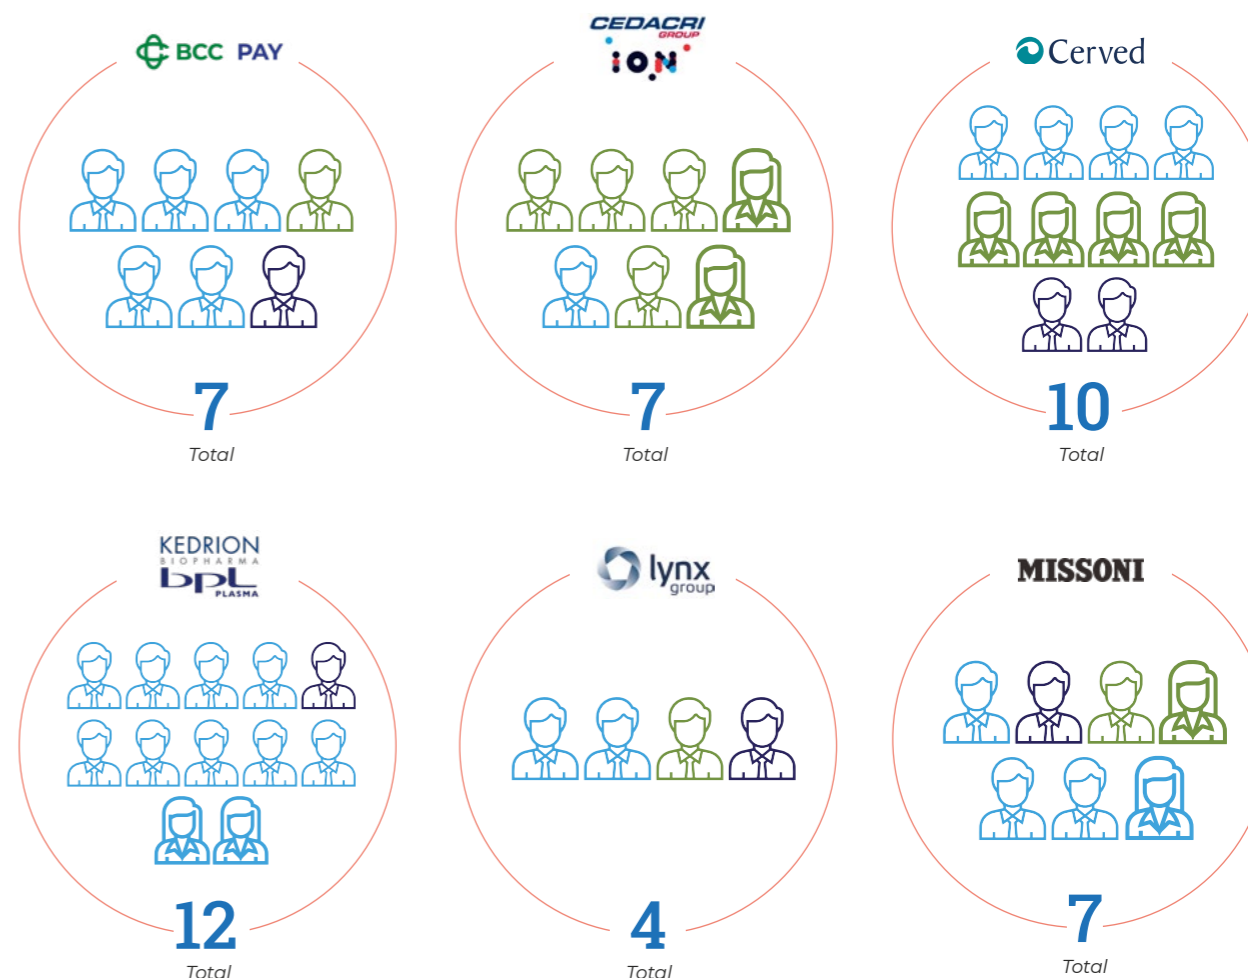 BCC PAY
7
Total
CEDACRI
GROUP
ION
7
Total
Cerved
10
Total
KEDRION
BIOPHARMA
bpl
PLASMA
12
Total
lynx
group
4
Total
MISSONI
7
Total